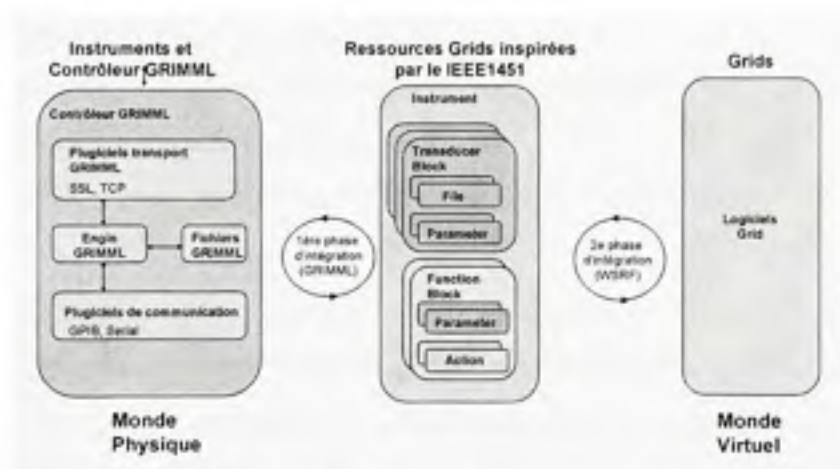 Instruments et
Contrôleur GRIMML
Contrôleur GRIMML
Plugiciels transport
GRIMML
SSL, TCP
Engin
GRIMML
Fichiers
GRIMML
Plugiciels de communication
GPIB, Serial
Monde
Physique
1ère phase
d'intégration
(GRIMML)
Ressources Grids inspirées
par le IEEE1451
Instrument
Transducer
Block
File
Parameter
Function
Block
Parameter
Action
2e phase
d'intégration
(WSRF)
Grids
Logiciels
Grid
Monde
Virtuel